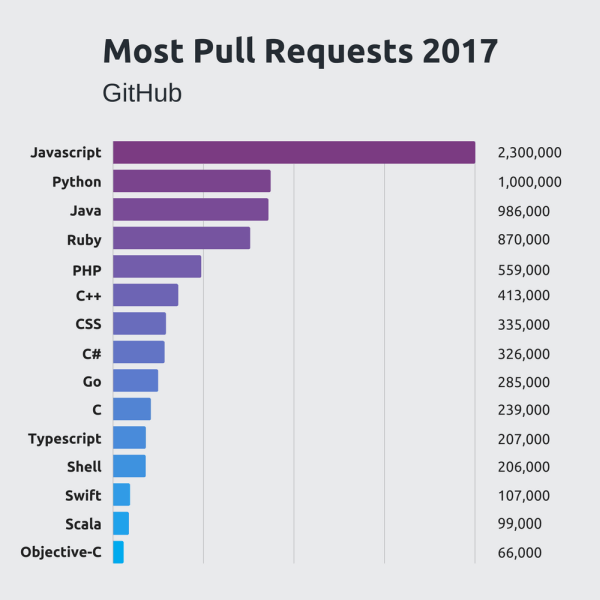 Most Pull Requests 2017
GitHub
Javascript 2,300,000
Python 1,000,000
Java 986,000
Ruby 870,000
PHP 559,000
C++ 413,000
CSS 335,000
C# 326,000
Go 285,000
C 239,000
Typescript 207,000
Shell 206,000
Swift 107,000
Scala 99,000
Objective-C 66,000